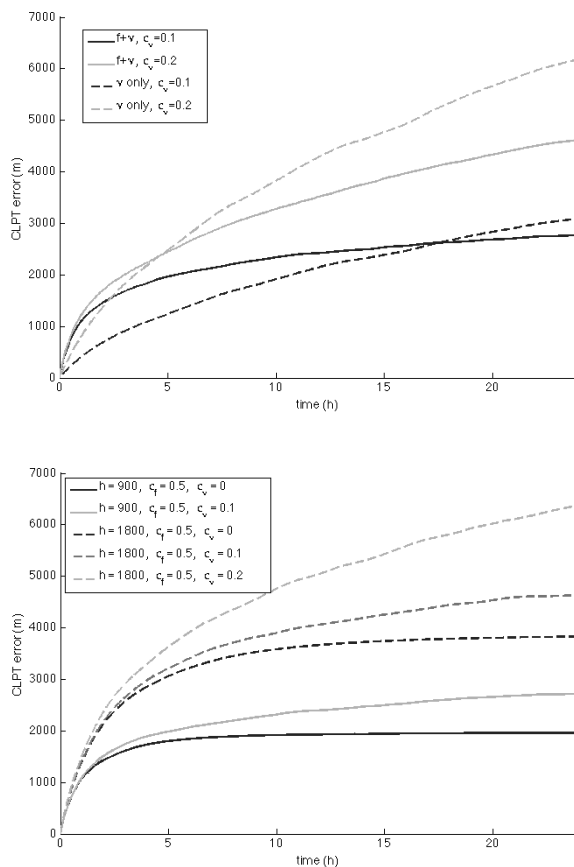 7000
6000
5000
4000
3000
2000
1000
0
CLPT error (m)
f+v, c_v=0.1
f+v, c_v=0.2
v only, c_v=0.1
v only, c_v=0.2
0 5 10 15 20
time (h)
7000
6000
5000
4000
3000
2000
1000
0
CLPT error (m)
h = 900, c_f = 0.5, c_v = 0
h = 900, c_f = 0.5, c_v = 0.1
h = 1800, c_f = 0.5, c_v = 0
h = 1800, c_f = 0.5, c_v = 0.1
h = 1800, c_f = 0.5, c_v = 0.2
0 5 10 15 20
time (h)